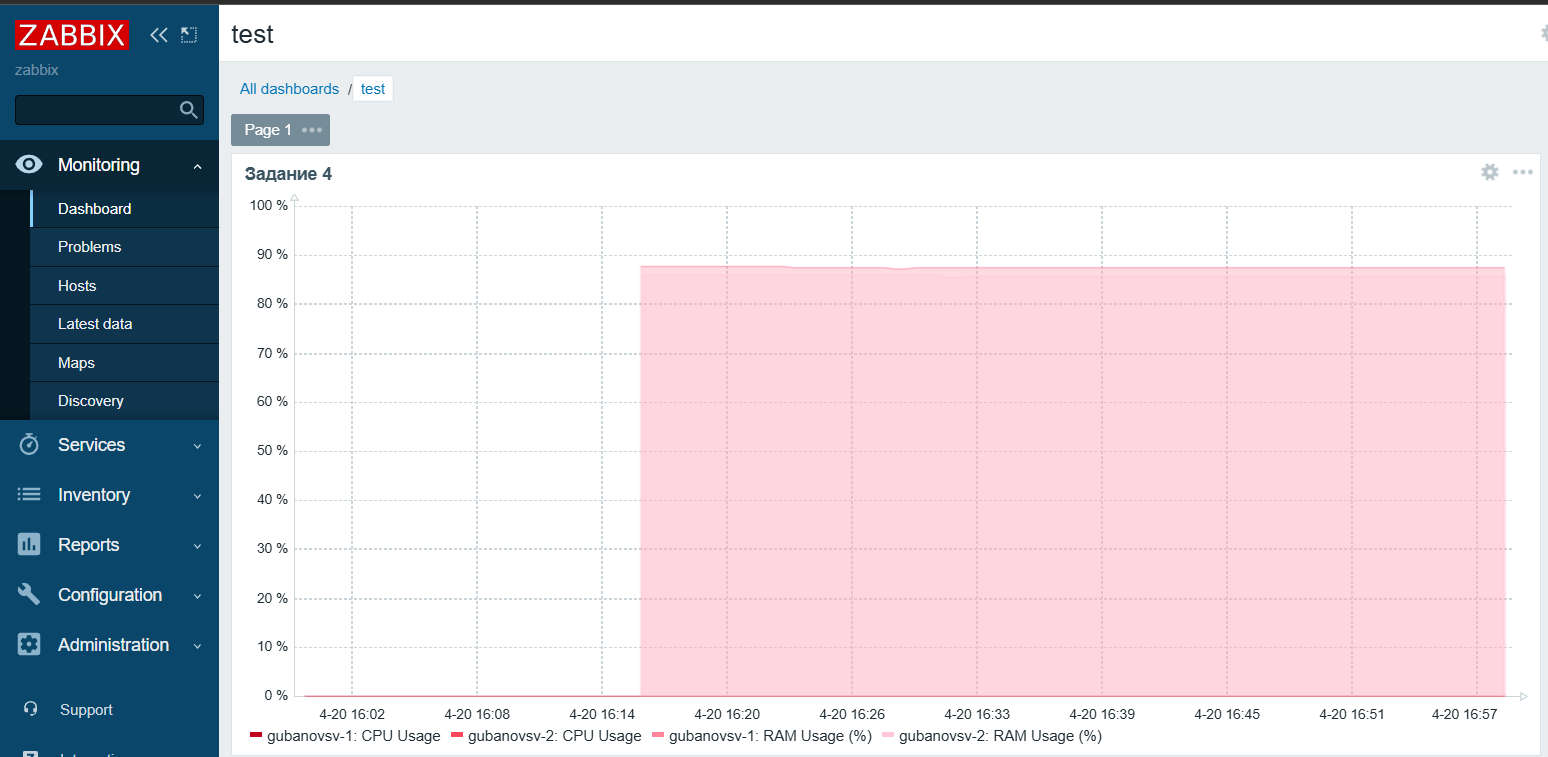 ZABBIX
zabbix
Monitoring
Dashboard
Problems
Hosts
Latest data
Maps
Discovery
Services
Inventory
Reports
Configuration
Administration
Support
test
All dashboards / test
Page 1
Задание 4
100 %
90 %
80 %
70 %
60 %
50 %
40 %
30 %
20 %
10 %
0 %
4-20 16:02 4-20 16:08 4-20 16:14 4-20 16:20 4-20 16:26 4-20 16:33 4-20 16:39 4-20 16:45 4-20 16:51 4-20 16:57
gubanovsv-1: CPU Usage gubanovsv-2: CPU Usage gubanovsv-1: RAM Usage (%) gubanovsv-2: RAM Usage (%)